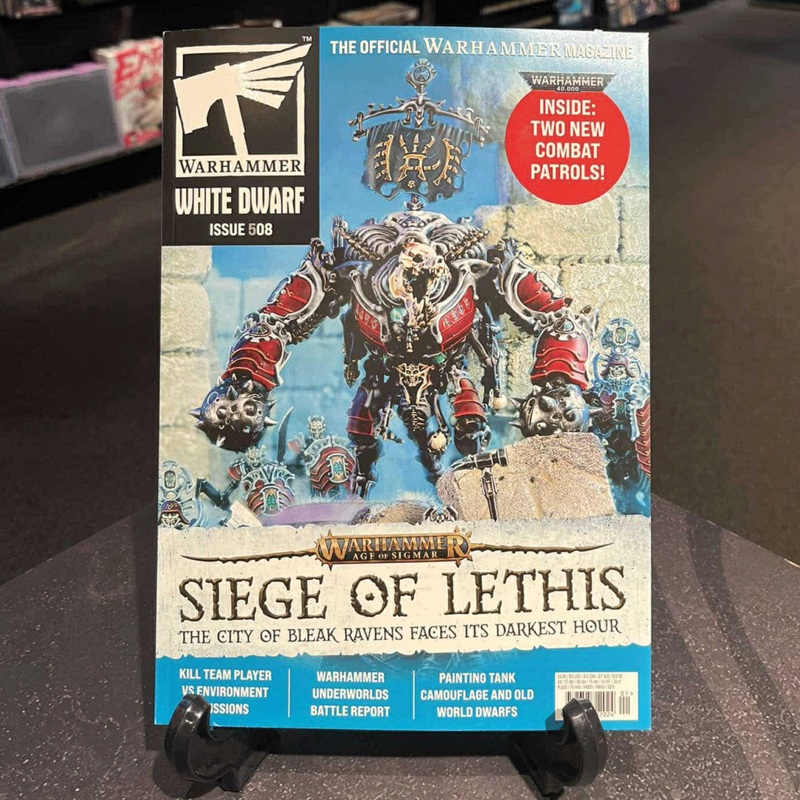 THE OFFICIAL WARHAMMER MAGAZINE
WARHAMMER
WHITE DWARF
ISSUE 508
WARHAMMER
40,000
INSIDE:
TWO NEW
COMBAT
PATROLS!
WARHAMMER
AGE OF SIGMAR
SIEGE OF LETHIS
THE CITY OF BLEAK RAVENS FACES ITS DARKEST HOUR
KILL TEAM PLAYER
VS ENVIRONMENT
WARHAMMER
UNDERWORLDS
BATTLE REPORT
PAINTING TANK
CAMOUFLAGE AND OLD
WORLD DWARFS